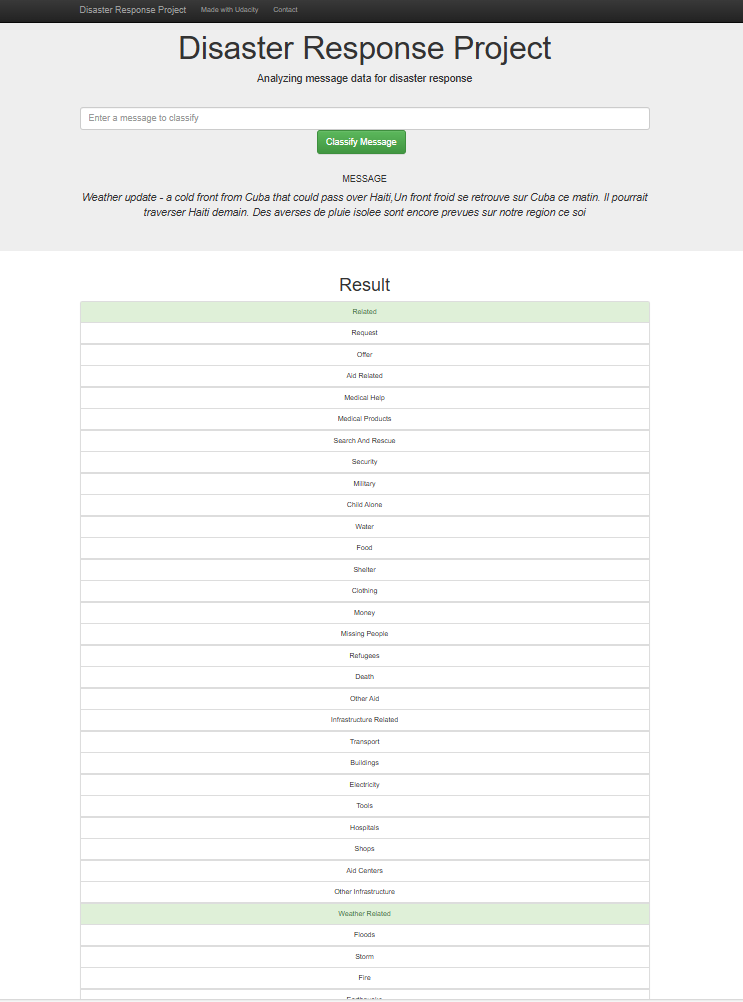 Disaster Response Project Made with Udacity Contact
Disaster Response Project
Analyzing message data for disaster response
Enter a message to classify
Classify Message
MESSAGE
Weather update - a cold front from Cuba that could pass over Haiti,Un front froid se retrouve sur Cuba ce matin. Il pourrait
traverser Haiti demain. Des averses de pluie isolee sont encore prevues sur notre region ce soi
Result
Related
Request
Offer
Aid Related
Medical Help
Medical Products
Search And Rescue
Security
Military
Child Alone
Water
Food
Shelter
Clothing
Money
Missing People
Refugees
Death
Other Aid
Infrastructure Related
Transport
Buildings
Electricity
Tools
Hospitals
Shops
Aid Centers
Other Infrastructure
Weather Related
Floods
Storm
Fire